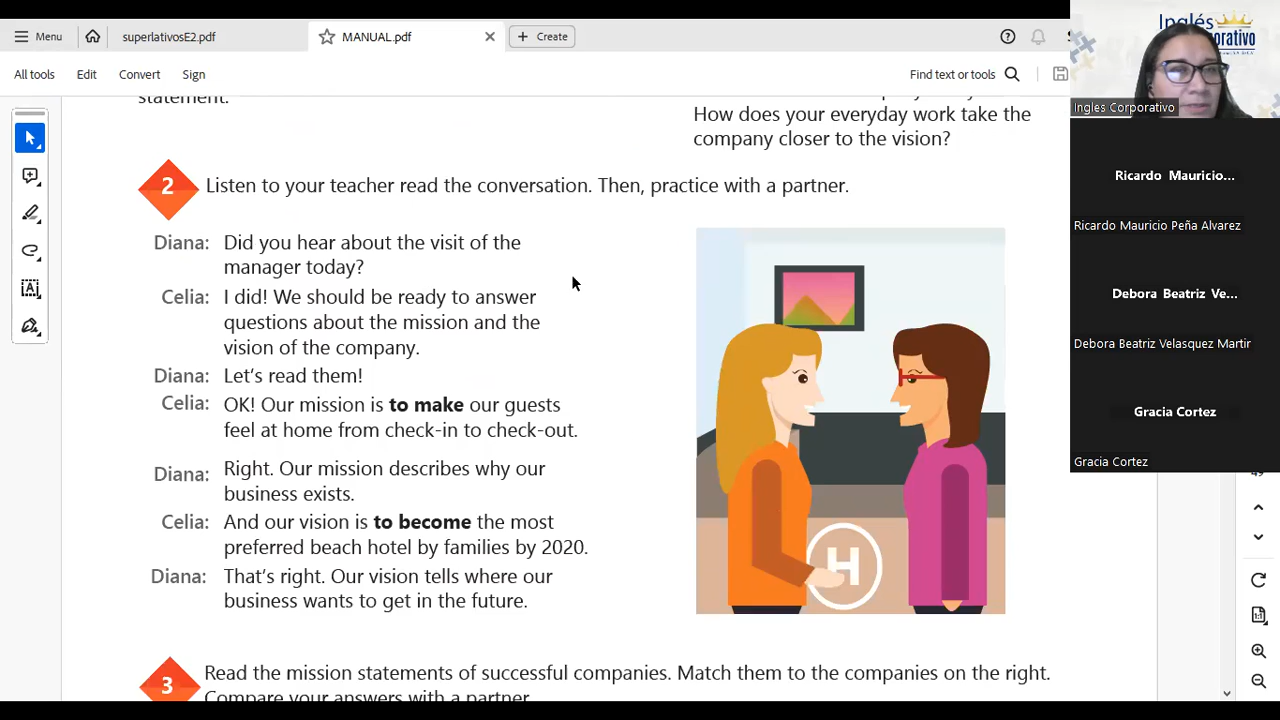 Menu
superlativosE2.pdf
MANUAL.pdf
Create
All tools
Edit
Convert
Sign
Find text or tools
Inglés
Ingles Corporativo
Ricardo Mauricio...
Ricardo Mauricio Peña Alvarez
Debora Beatriz Ve...
Debora Beatriz Velasquez Martir
Gracia Cortez
Gracia Cortez
statement.
How does your everyday work take the
company closer to the vision?
2 Listen to your teacher read the conversation. Then, practice with a partner.
Diana: Did you hear about the visit of the
manager today?
Celia: I did! We should be ready to answer
questions about the mission and the
vision of the company.
Diana: Let's read them!
Celia: OK! Our mission is to make our guests
feel at home from check-in to check-out.
Diana: Right. Our mission describes why our
business exists.
Celia: And our vision is to become the most
preferred beach hotel by families by 2020.
Diana: That's right. Our vision tells where our
business wants to get in the future.
H
3 Read the mission statements of successful companies. Match them to the companies on the right.
Compare your answers with a partner.